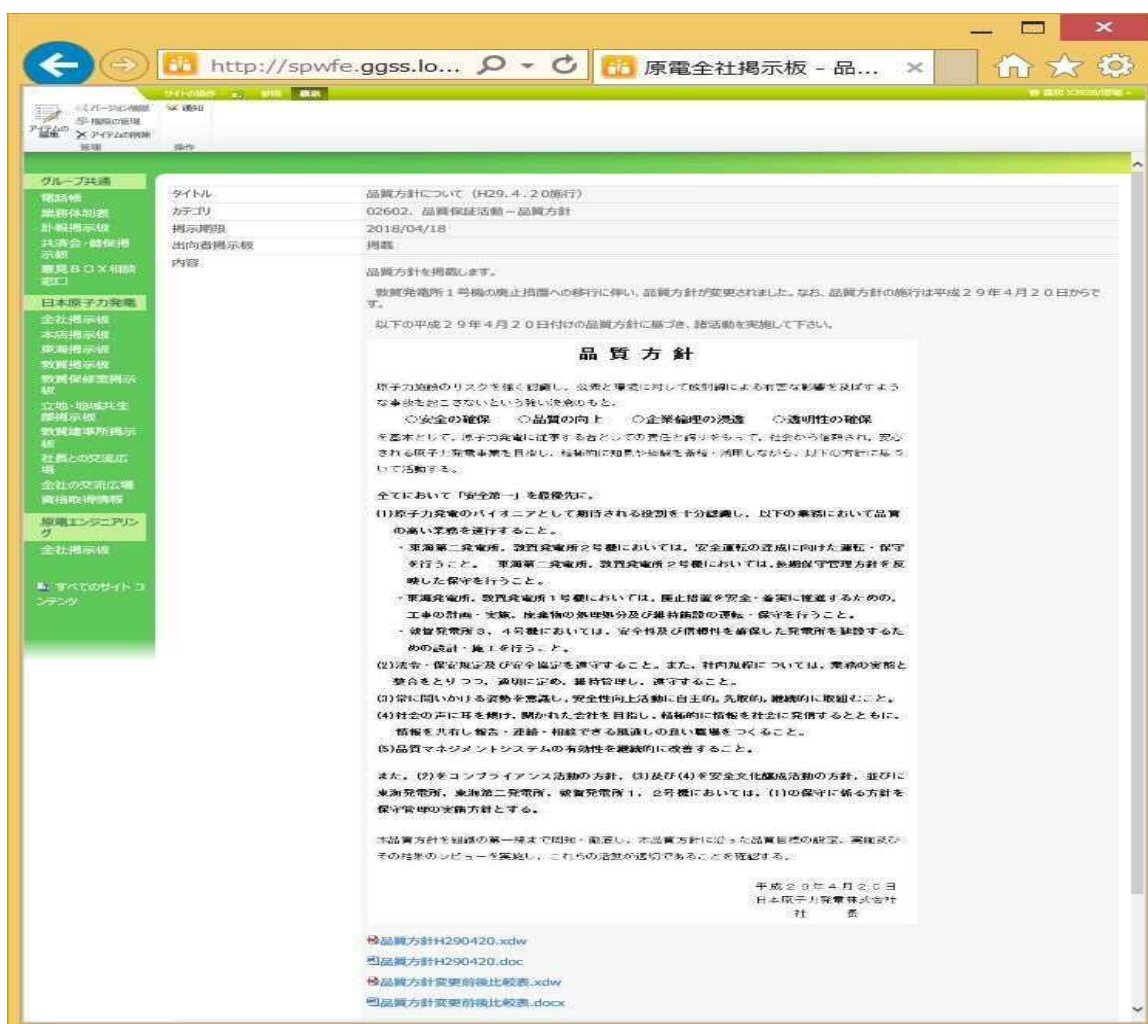 http://spwfe.ggss.lo...
原電全社掲示板 - 品...
サイトの操作
参照
表示
アイテムの編集
バージョン履歴
権限の管理
アイテムの削除
通知
管理
操作
グループ共通
電話帳
業務体制表
訃報掲示板
共済会・健保掲示板
意見ＢＯＸ相談窓口
日本原子力発電
全社掲示板
本店掲示板
東海掲示板
敦賀掲示板
敦賀保修室掲示板
立地・地域共生部掲示板
敦賀建準所掲示板
社長との交流広場
会社の交流広場
資格取得情報
原電エンジニアリング
全社掲示板
すべてのサイト コンテンツ
タイトル 品質方針について（H29.4.20施行）
カテゴリ 02602. 品質保証活動－品質方針
掲示期限 2018/04/18
出向者掲示板 掲載
内容
品質方針を掲載します。
敦賀発電所１号機の廃止措置への移行に伴い、品質方針が変更されました。なお、品質方針の施行は平成２９年４月２０日からで
す。
以下の平成２９年４月２０日付けの品質方針に基づき、諸活動を実施して下さい。
品 質 方 針
原子力施設のリスクを強く認識し、公衆と環境に対して放射線による有害な影響を及ぼすよう
な事故を起こさないという強い決意のもと、
○安全の確保 ○品質の向上 ○企業倫理の浸透 ○透明性の確保
を基本として、原子力発電に従事する者としての責任と誇りをもって、社会から信頼され、安心
される原子力発電事業を目指し、積極的に知見や経験を蓄積・活用しながら、以下の方針に基づ
いて活動する。
全てにおいて「安全第一」を最優先に、
(1)原子力発電のパイオニアとして期待される役割を十分認識し、以下の業務において品質
の高い業務を遂行すること。
・東海第二発電所、敦賀発電所２号機においては、安全運転の達成に向けた運転・保守
を行うこと。 東海第二発電所、敦賀発電所２号機においては、長期保守管理方針を反
映した保守を行うこと。
・東海発電所、敦賀発電所１号機においては、廃止措置を安全・着実に推進するための、
工事の計画・実施、廃棄物の処理処分及び維持施設の運転・保守を行うこと。
・敦賀発電所３、４号機においては、安全性及び信頼性を確保した発電所を建設するた
めの設計・施工を行うこと。
(2)法令・保安規定及び安全協定を遵守すること。また、社内規程については、業務の実態と
整合をとりつつ、適切に定め、維持管理し、遵守すること。
(3)常に問いかける姿勢を意識し、安全性向上活動に自主的、先取的、継続的に取組むこと。
(4)社会の声に耳を傾け、開かれた会社を目指し、積極的に情報を社会に発信するとともに、
情報を共有し報告・連絡・相談できる風通しの良い職場をつくること。
(5)品質マネジメントシステムの有効性を継続的に改善すること。
また、(2)をコンプライアンス活動の方針、(3)及び(4)を安全文化醸成活動の方針、並びに
東海発電所、東海第二発電所、敦賀発電所１、２号機においては、(1)の保守に係る方針を
保守管理の実施方針とする。
本品質方針を組織の第一線まで周知・徹底し、本品質方針に沿った品質目標の設定、実施及び
その結果のレビューを実施し、これらの活動が適切であることを確認する。
平成２９年４月２０日
日本原子力発電株式会社
社 長
品質方針H290420.xdw
品質方針H290420.doc
品質方針変更前後比較表.xdw
品質方針変更前後比較表.docx